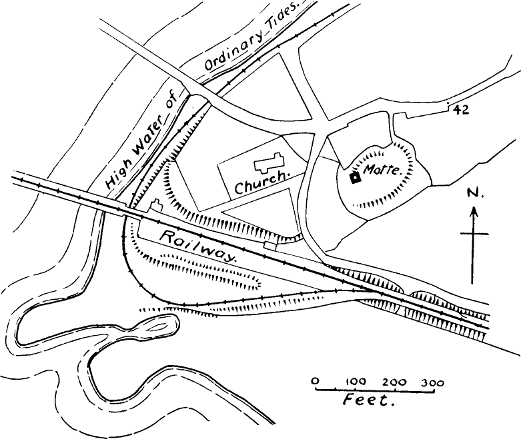 High Water of Ordinary Tides.
42
Church.
Motte.
N.
Railway.
0 100 200 300
Feet.